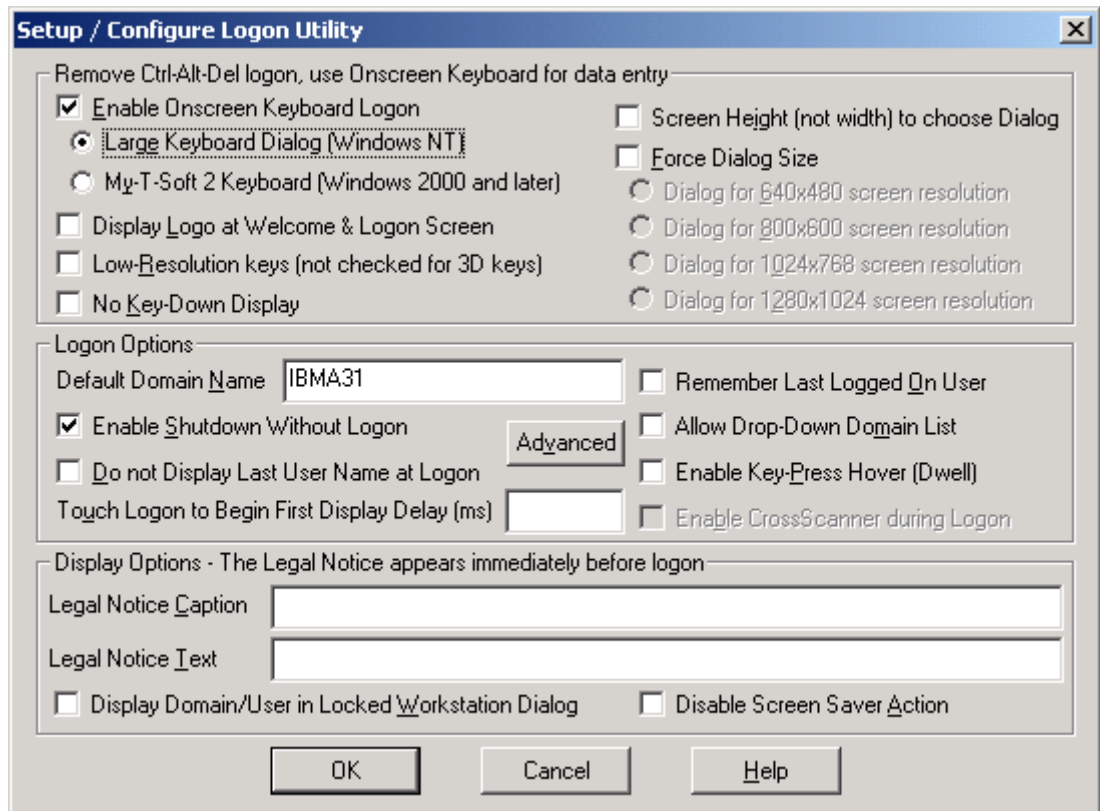 Setup / Configure Logon Utility
Remove Ctrl-Alt-Del logon, use Onscreen Keyboard for data entry
Enable Onscreen Keyboard Logon
Large Keyboard Dialog (Windows NT)
My-T-Soft 2 Keyboard (Windows 2000 and later)
Display Logo at Welcome & Logon Screen
Low-Resolution keys (not checked for 3D keys)
No Key-Down Display
Screen Height (not width) to choose Dialog
Force Dialog Size
Dialog for 640x480 screen resolution
Dialog for 800x600 screen resolution
Dialog for 1024x768 screen resolution
Dialog for 1280x1024 screen resolution
Logon Options
Default Domain Name IBMA31
Enable Shutdown Without Logon
Advanced
Do not Display Last User Name at Logon
Touch Logon to Begin First Display Delay (ms)
Remember Last Logged On User
Allow Drop-Down Domain List
Enable Key-Press Hover (Dwell)
Enable CrossScanner during Logon
Display Options - The Legal Notice appears immediately before logon
Legal Notice Caption
Legal Notice Text
Display Domain/User in Locked Workstation Dialog
Disable Screen Saver Action
OK
Cancel
Help